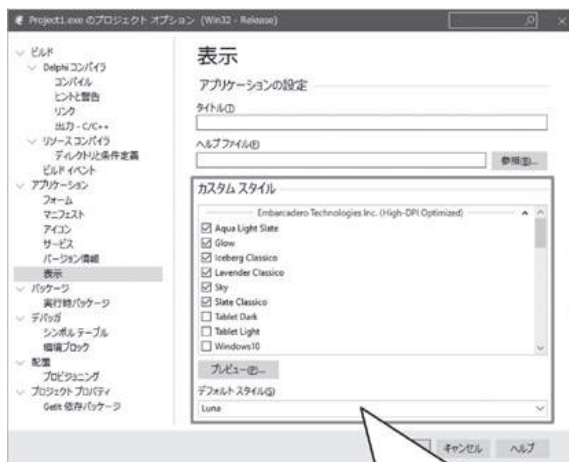 Project1.exe のプロジェクト オプション (Win32 - Release)
ビルド
Delphi コンパイラ
コンパイル
ヒントと警告
リンク
出力 - C/C++
リソース コンパイラ
ディレクトリと条件定義
ビルド イベント
アプリケーション
フォーム
マニフェスト
アイコン
サービス
バージョン情報
表示
パッケージ
実行時パッケージ
デバッガ
シンボル テーブル
環境ブロック
配置
プロビジョニング
プロジェクト プロパティ
GetIt 依存パッケージ
表示
アプリケーションの設定
タイトル(T)
ヘルプ ファイル(F)
参照(B)...
カスタム スタイル
Embarcadero Technologies Inc. (High-DPI Optimized)
Aqua Light Slate
Glow
Iceberg Classico
Lavender Classico
Sky
Slate Classico
Tablet Dark
Tablet Light
Windows10
プレビュー(P)...
デフォルト スタイル(S)
Luna
キャンセル
ヘルプ